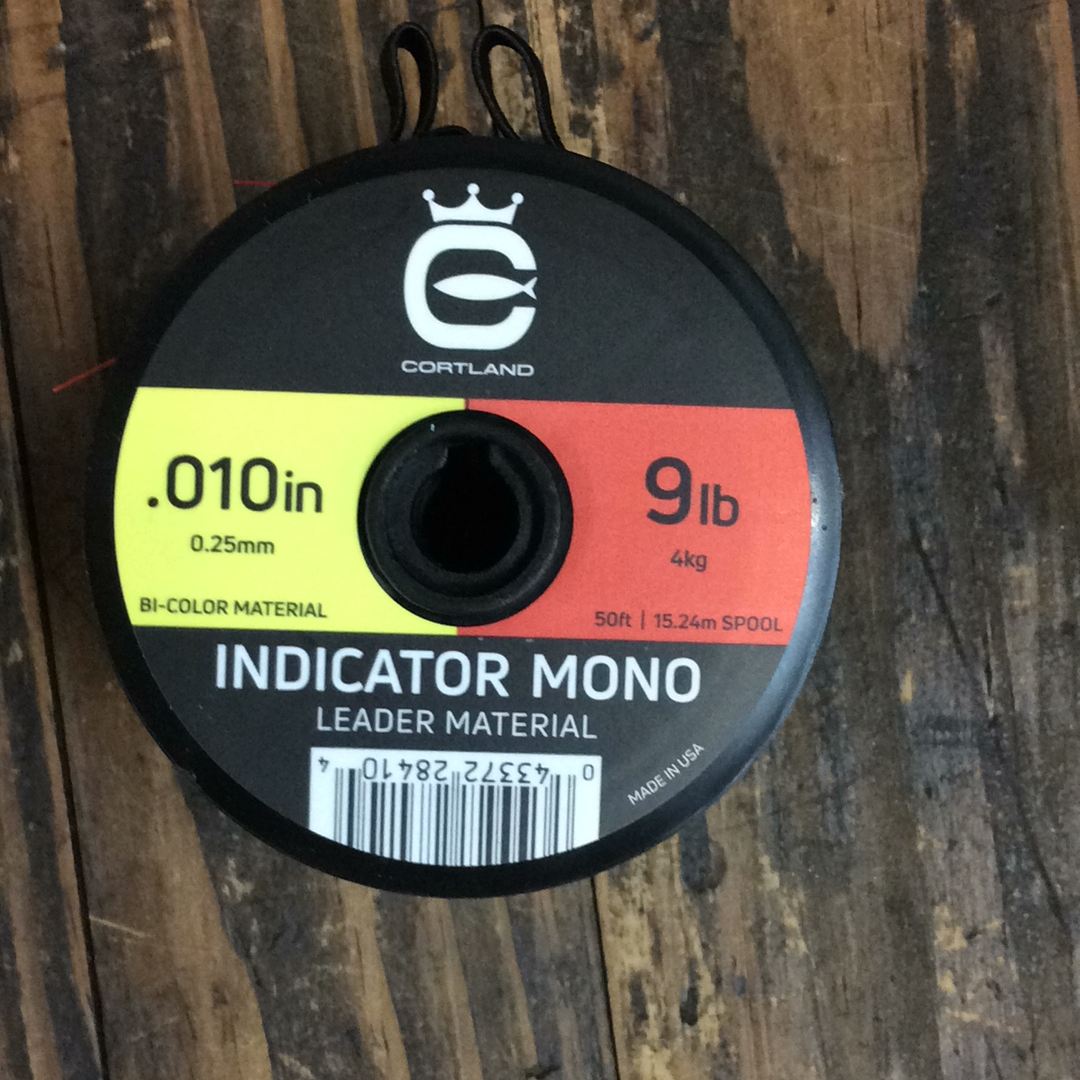 CORTLAND
.010in
0.25mm
BI-COLOR MATERIAL
9lb
4kg
50ft | 15.24m SPOOL
INDICATOR MONO
LEADER MATERIAL
MADE IN USA
0 43372 28410 4